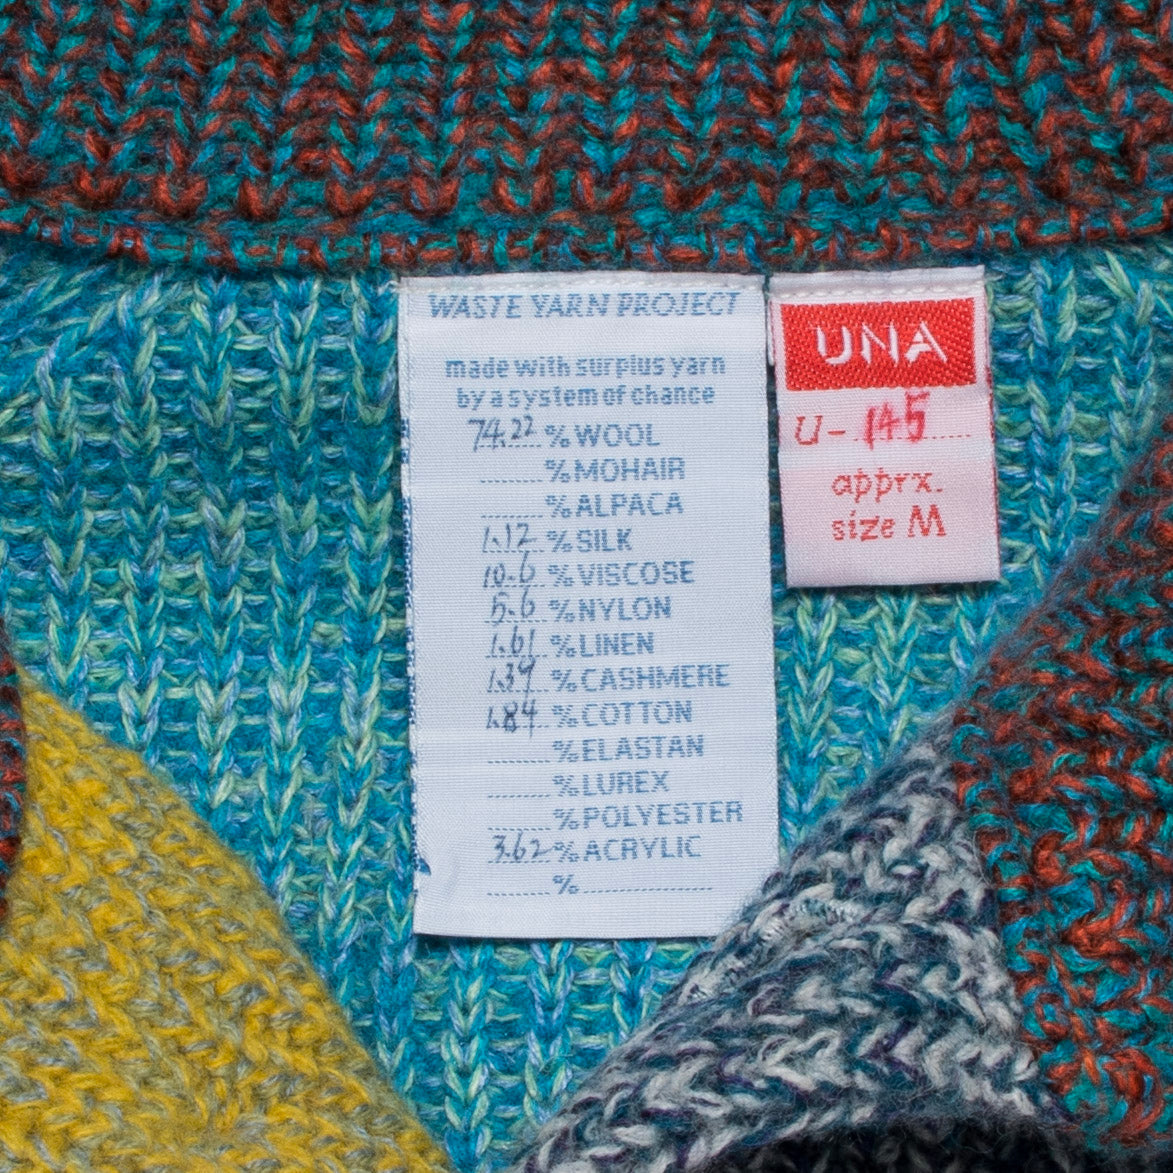 WASTE YARN PROJECT
made with surplus yarn
by a system of chance
74.22 % WOOL
% MOHAIR
% ALPACA
1.12 % SILK
10.6 % VISCOSE
5.6 % NYLON
1.61 % LINEN
1.39 % CASHMERE
1.84 % COTTON
% ELASTAN
% LUREX
% POLYESTER
3.62 % ACRYLIC
%
UNA
U- 145
apprx.
size M